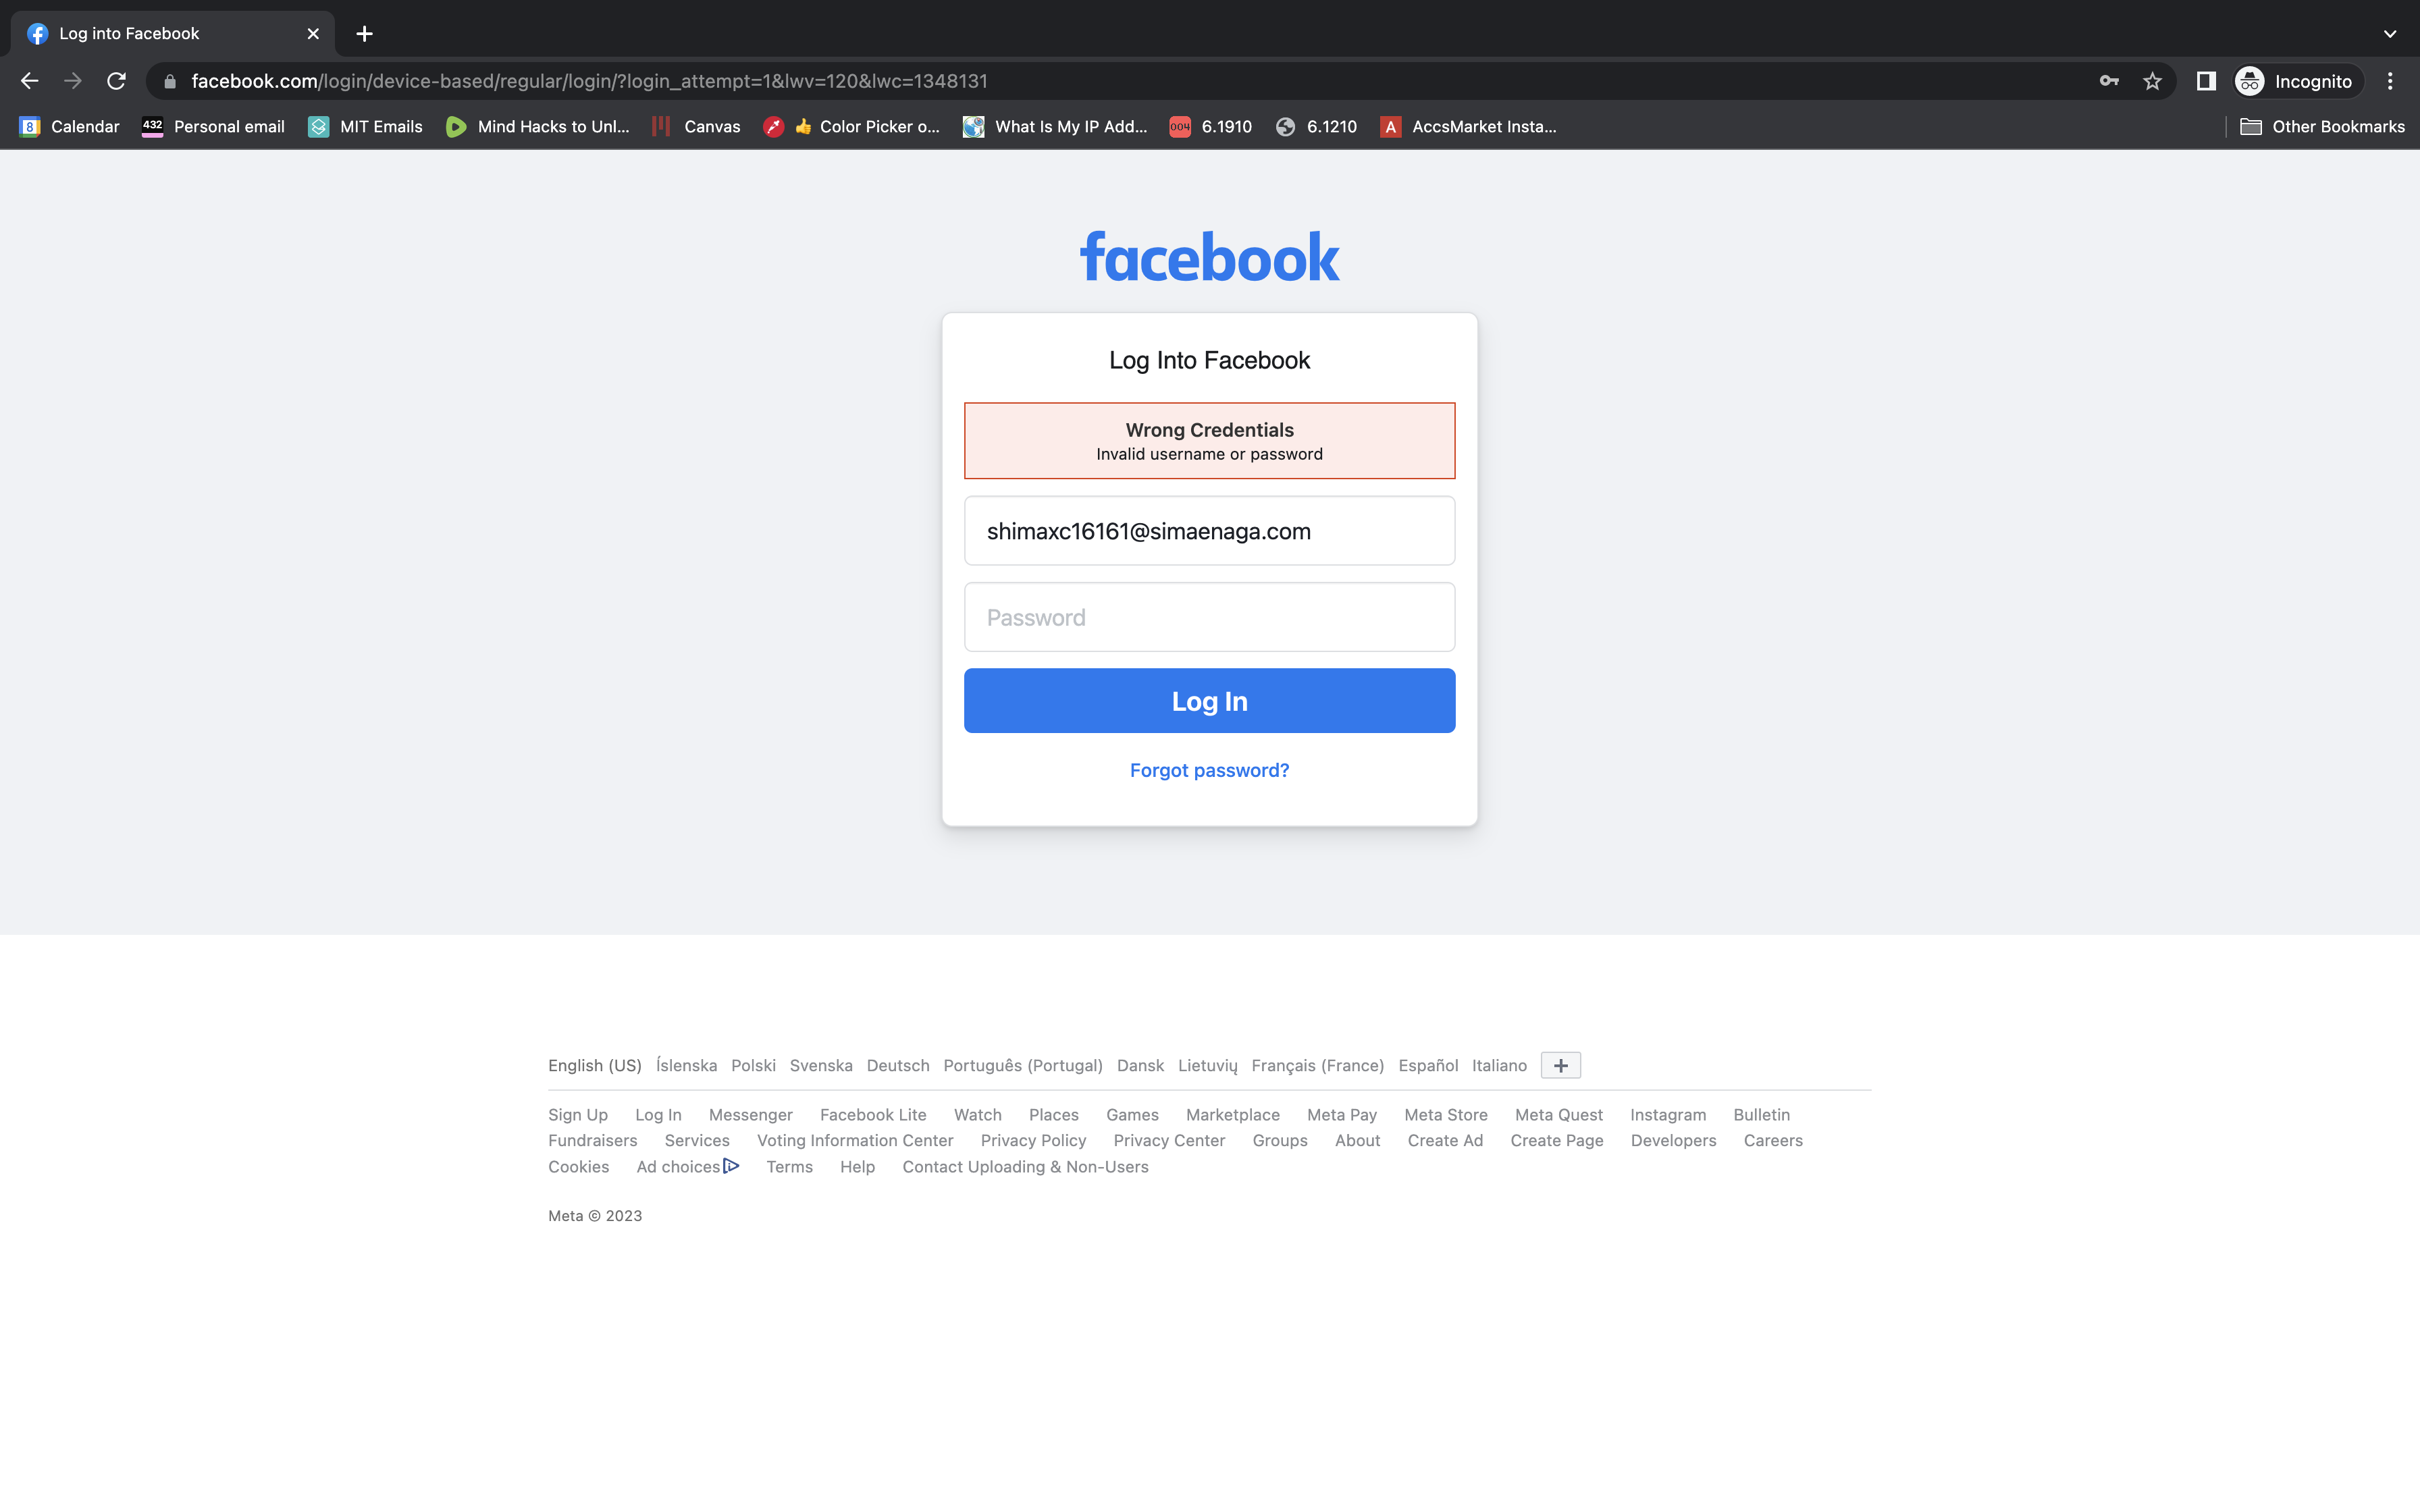 Log into Facebook
facebook.com/login/device-based/regular/login/?login_attempt=1&lwv=120&lwc=1348131
Incognito
8 Calendar 432 Personal email MIT Emails Mind Hacks to Unl... Canvas 👍 Color Picker o... What Is My IP Add... 004 6.1910 6.1210 A AccsMarket Insta... Other Bookmarks
facebook
Log Into Facebook
Wrong Credentials
Invalid username or password
shimaxc16161@simaenaga.com
Password
Log In
Forgot password?
English (US) Íslenska Polski Svenska Deutsch Português (Portugal) Dansk Lietuvių Français (France) Español Italiano +
Sign Up Log In Messenger Facebook Lite Watch Places Games Marketplace Meta Pay Meta Store Meta Quest Instagram Bulletin
Fundraisers Services Voting Information Center Privacy Policy Privacy Center Groups About Create Ad Create Page Developers Careers
Cookies Ad choices Terms Help Contact Uploading & Non-Users
Meta © 2023